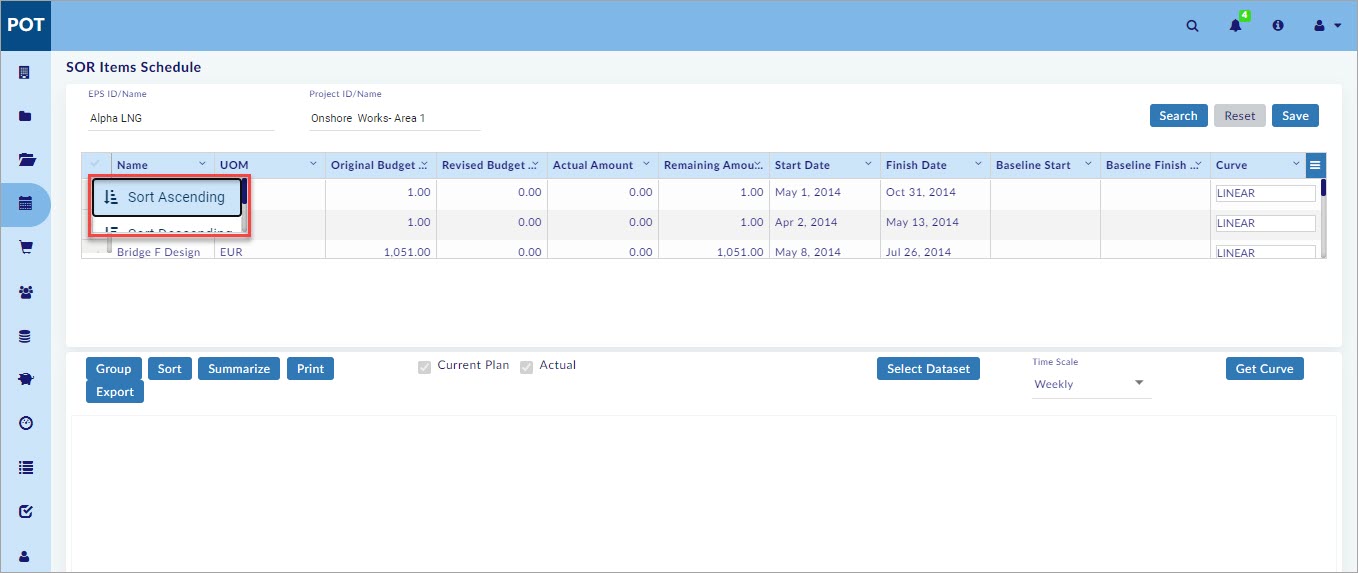 POT
4
SOR Items Schedule
EPS ID/Name Project ID/Name
Alpha LNG Onshore Works- Area 1
Search Reset Save
Name UOM Original Budget ... Revised Budget ... Actual Amount Remaining Amou... Start Date Finish Date Baseline Start Baseline Finish ... Curve
Sort Ascending 1.00 0.00 0.00 1.00 May 1, 2014 Oct 31, 2014 LINEAR
1.00 0.00 0.00 1.00 Apr 2, 2014 May 13, 2014 LINEAR
Sort Descending
Bridge F Design EUR 1,051.00 0.00 0.00 1,051.00 May 8, 2014 Jul 26, 2014 LINEAR
Group Sort Summarize Print Current Plan Actual Select Dataset Time Scale Get Curve
Export Weekly